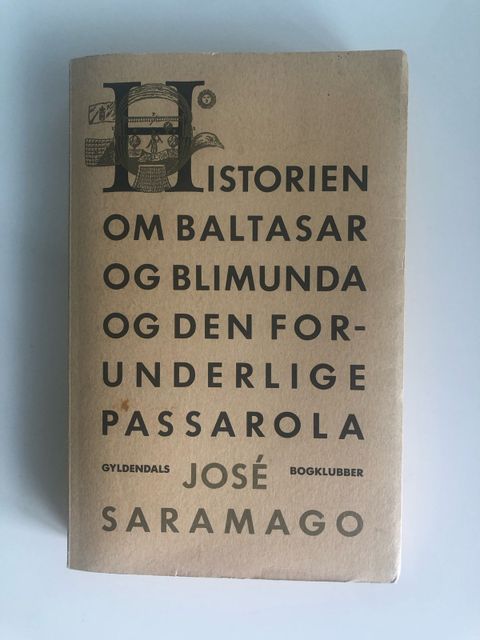 HISTORIEN
OM BALTASAR
OG BLIMUNDA
OG DEN FOR-
UNDERLIGE
PASSAROLA
GYLDENDALS JOSÉ BOGKLUBBER
SARAMAGO